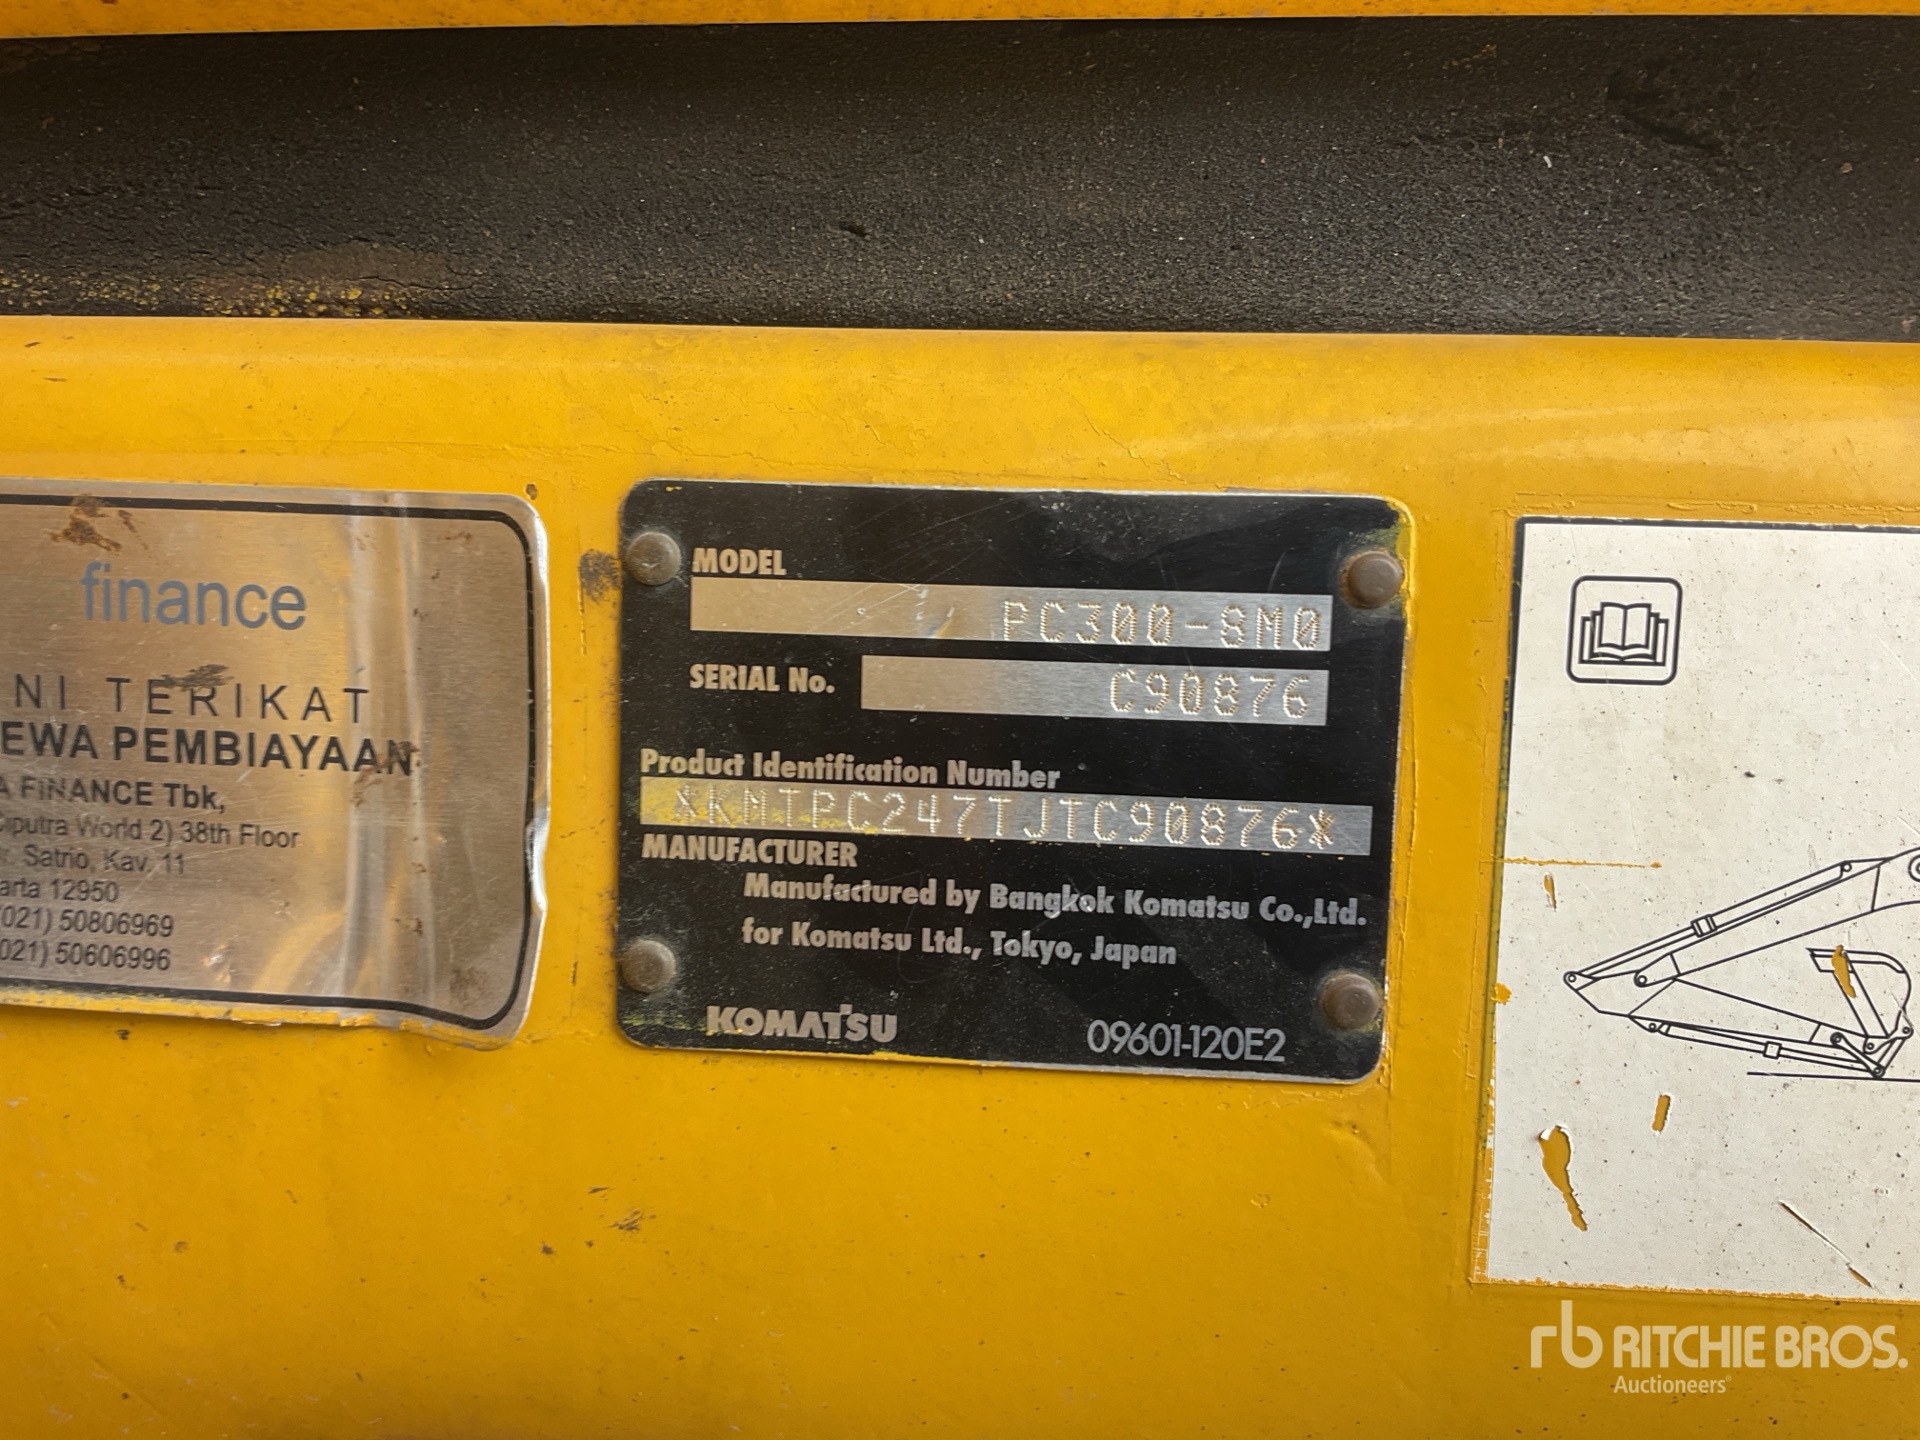 finance
NI TERIKAT
EWA PEMBIAYAAN
A FINANCE Tbk,
Ciputra World 2) 38th Floor
Dr. Satrio, Kav. 11
arta 12950
(021) 50806969
021) 50606996
MODEL
PC300-8M0
SERIAL No.
C90876
Product Identification Number
*KMTPC247TJTC90876*
MANUFACTURER
Manufactured by Bangkok Komatsu Co.,Ltd.
for Komatsu Ltd., Tokyo, Japan
KOMATSU
09601-120E2
rb RITCHIE BROS.
Auctioneers